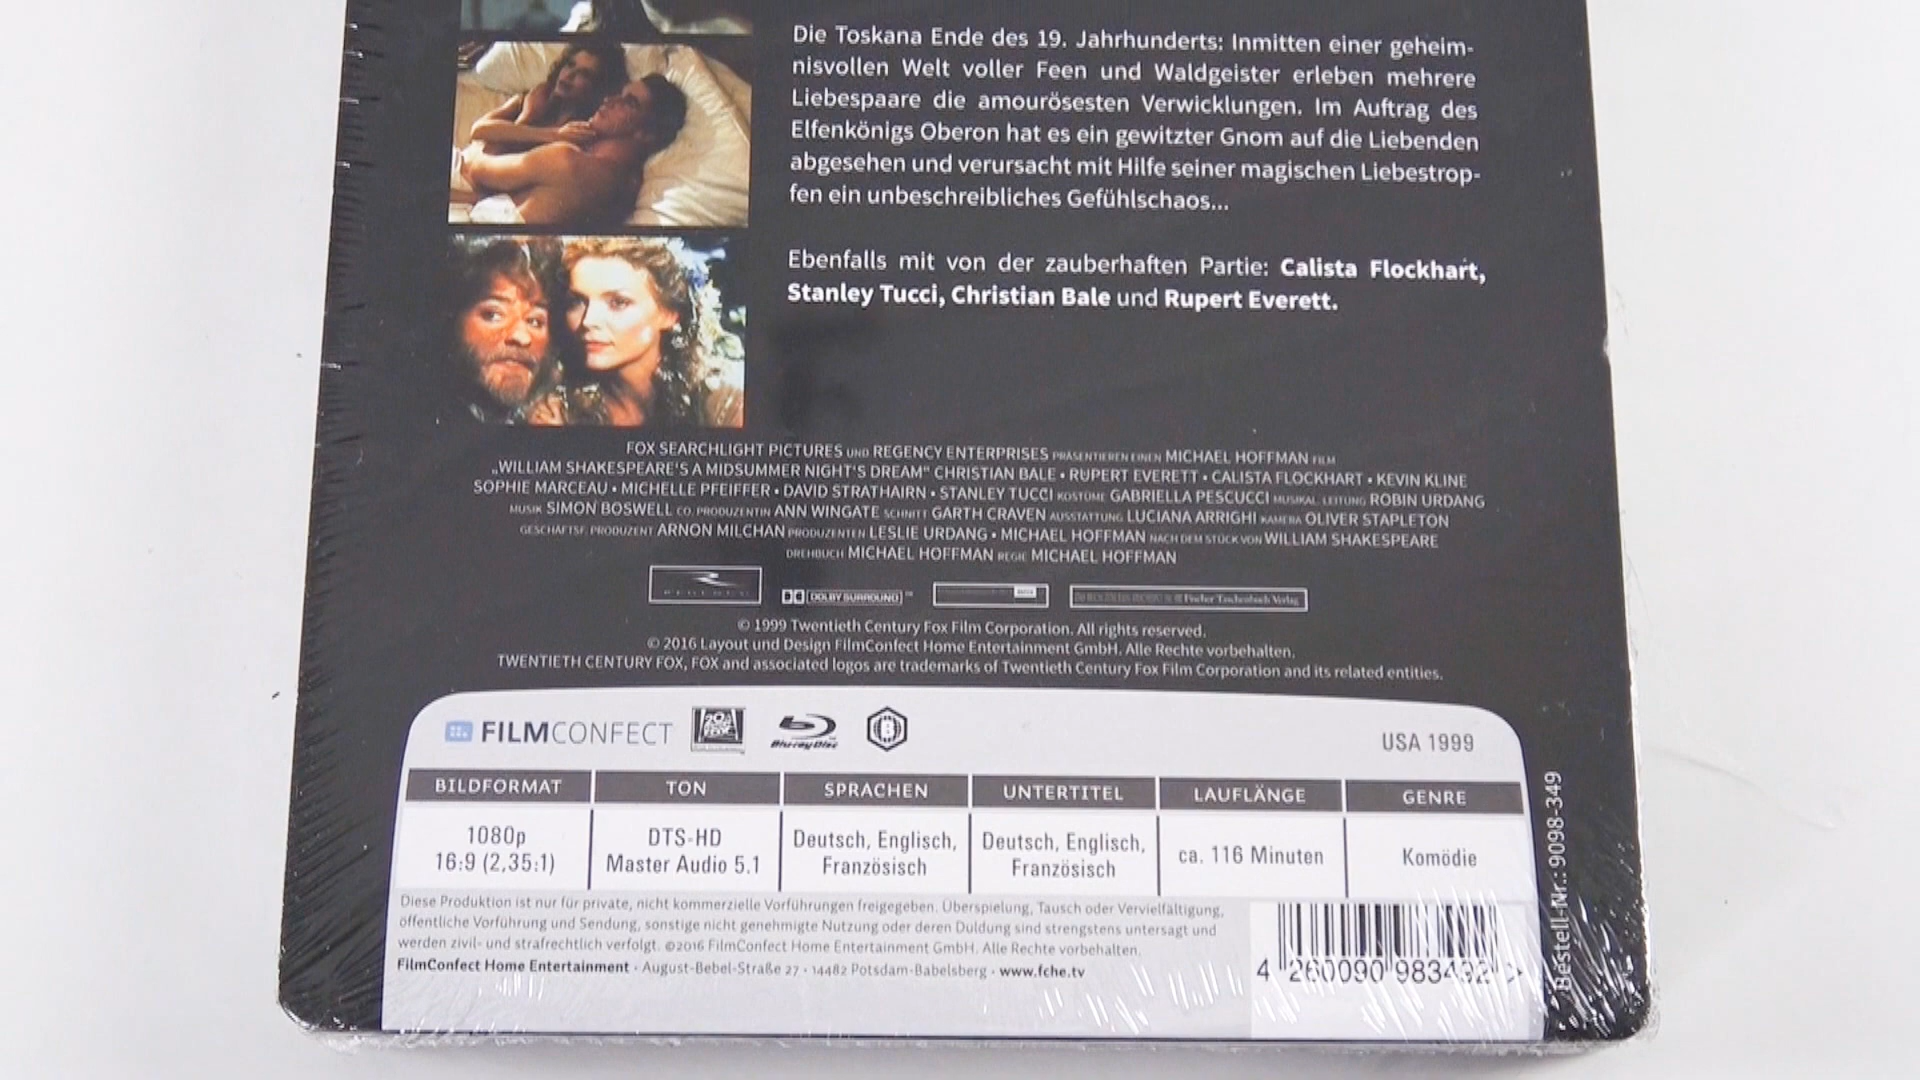 Die Toskana Ende des 19. Jahrhunderts: Inmitten einer geheim-
nisvollen Welt voller Feen und Waldgeister erleben mehrere
Liebespaare die amourösesten Verwicklungen. Im Auftrag des
Elfenkönigs Oberon hat es ein gewitzter Gnom auf die Liebenden
abgesehen und verursacht mit Hilfe seiner magischen Liebestrop-
fen ein unbeschreibliches Gefühlschaos...
Ebenfalls mit von der zauberhaften Partie: Calista Flockhart,
Stanley Tucci, Christian Bale und Rupert Everett.
FOX SEARCHLIGHT PICTURES UND REGENCY ENTERPRISES PRÄSENTIEREN EINEN MICHAEL HOFFMAN FILM
„WILLIAM SHAKESPEARE'S A MIDSUMMER NIGHT'S DREAM" CHRISTIAN BALE • RUPERT EVERETT • CALISTA FLOCKHART • KEVIN KLINE
SOPHIE MARCEAU • MICHELLE PFEIFFER • DAVID STRATHAIRN • STANLEY TUCCI KOSTÜME GABRIELLA PESCUCCI MUSIKAL. LEITUNG ROBIN URDANG
MUSIK SIMON BOSWELL CO. PRODUZENTIN ANN WINGATE SCHNITT GARTH CRAVEN AUSSTATTUNG LUCIANA ARRIGHI KAMERA OLIVER STAPLETON
GESCHÄFTSF. PRODUZENT ARNON MILCHAN PRODUZENTEN LESLIE URDANG • MICHAEL HOFFMAN NACH DEM STÜCK VON WILLIAM SHAKESPEARE
DREHBUCH MICHAEL HOFFMAN REGIE MICHAEL HOFFMAN
DOLBY SURROUND Fischer Taschenbuch Verlag
© 1999 Twentieth Century Fox Film Corporation. All rights reserved.
© 2016 Layout und Design FilmConfect Home Entertainment GmbH. Alle Rechte vorbehalten.
TWENTIETH CENTURY FOX, FOX and associated logos are trademarks of Twentieth Century Fox Film Corporation and its related entities.
FILMCONFECT 20th CENTURY FOX Blu-ray Disc B USA 1999
BILDFORMAT TON SPRACHEN UNTERTITEL LAUFLÄNGE GENRE
1080p DTS-HD Deutsch, Englisch, Deutsch, Englisch, ca. 116 Minuten Komödie
16:9 (2,35:1) Master Audio 5.1 Französisch Französisch
Diese Produktion ist nur für private, nicht kommerzielle Vorführungen freigegeben. Überspielung, Tausch oder Vervielfältigung,
öffentliche Vorführung und Sendung, sonstige nicht genehmigte Nutzung oder deren Duldung sind strengstens untersagt und
werden zivil- und strafrechtlich verfolgt. ©2016 FilmConfect Home Entertainment GmbH. Alle Rechte vorbehalten.
FilmConfect Home Entertainment · August-Bebel-Straße 27 · 14482 Potsdam-Babelsberg · www.fche.tv
4 260090 983492 >
Bestell-Nr.: 9098-349